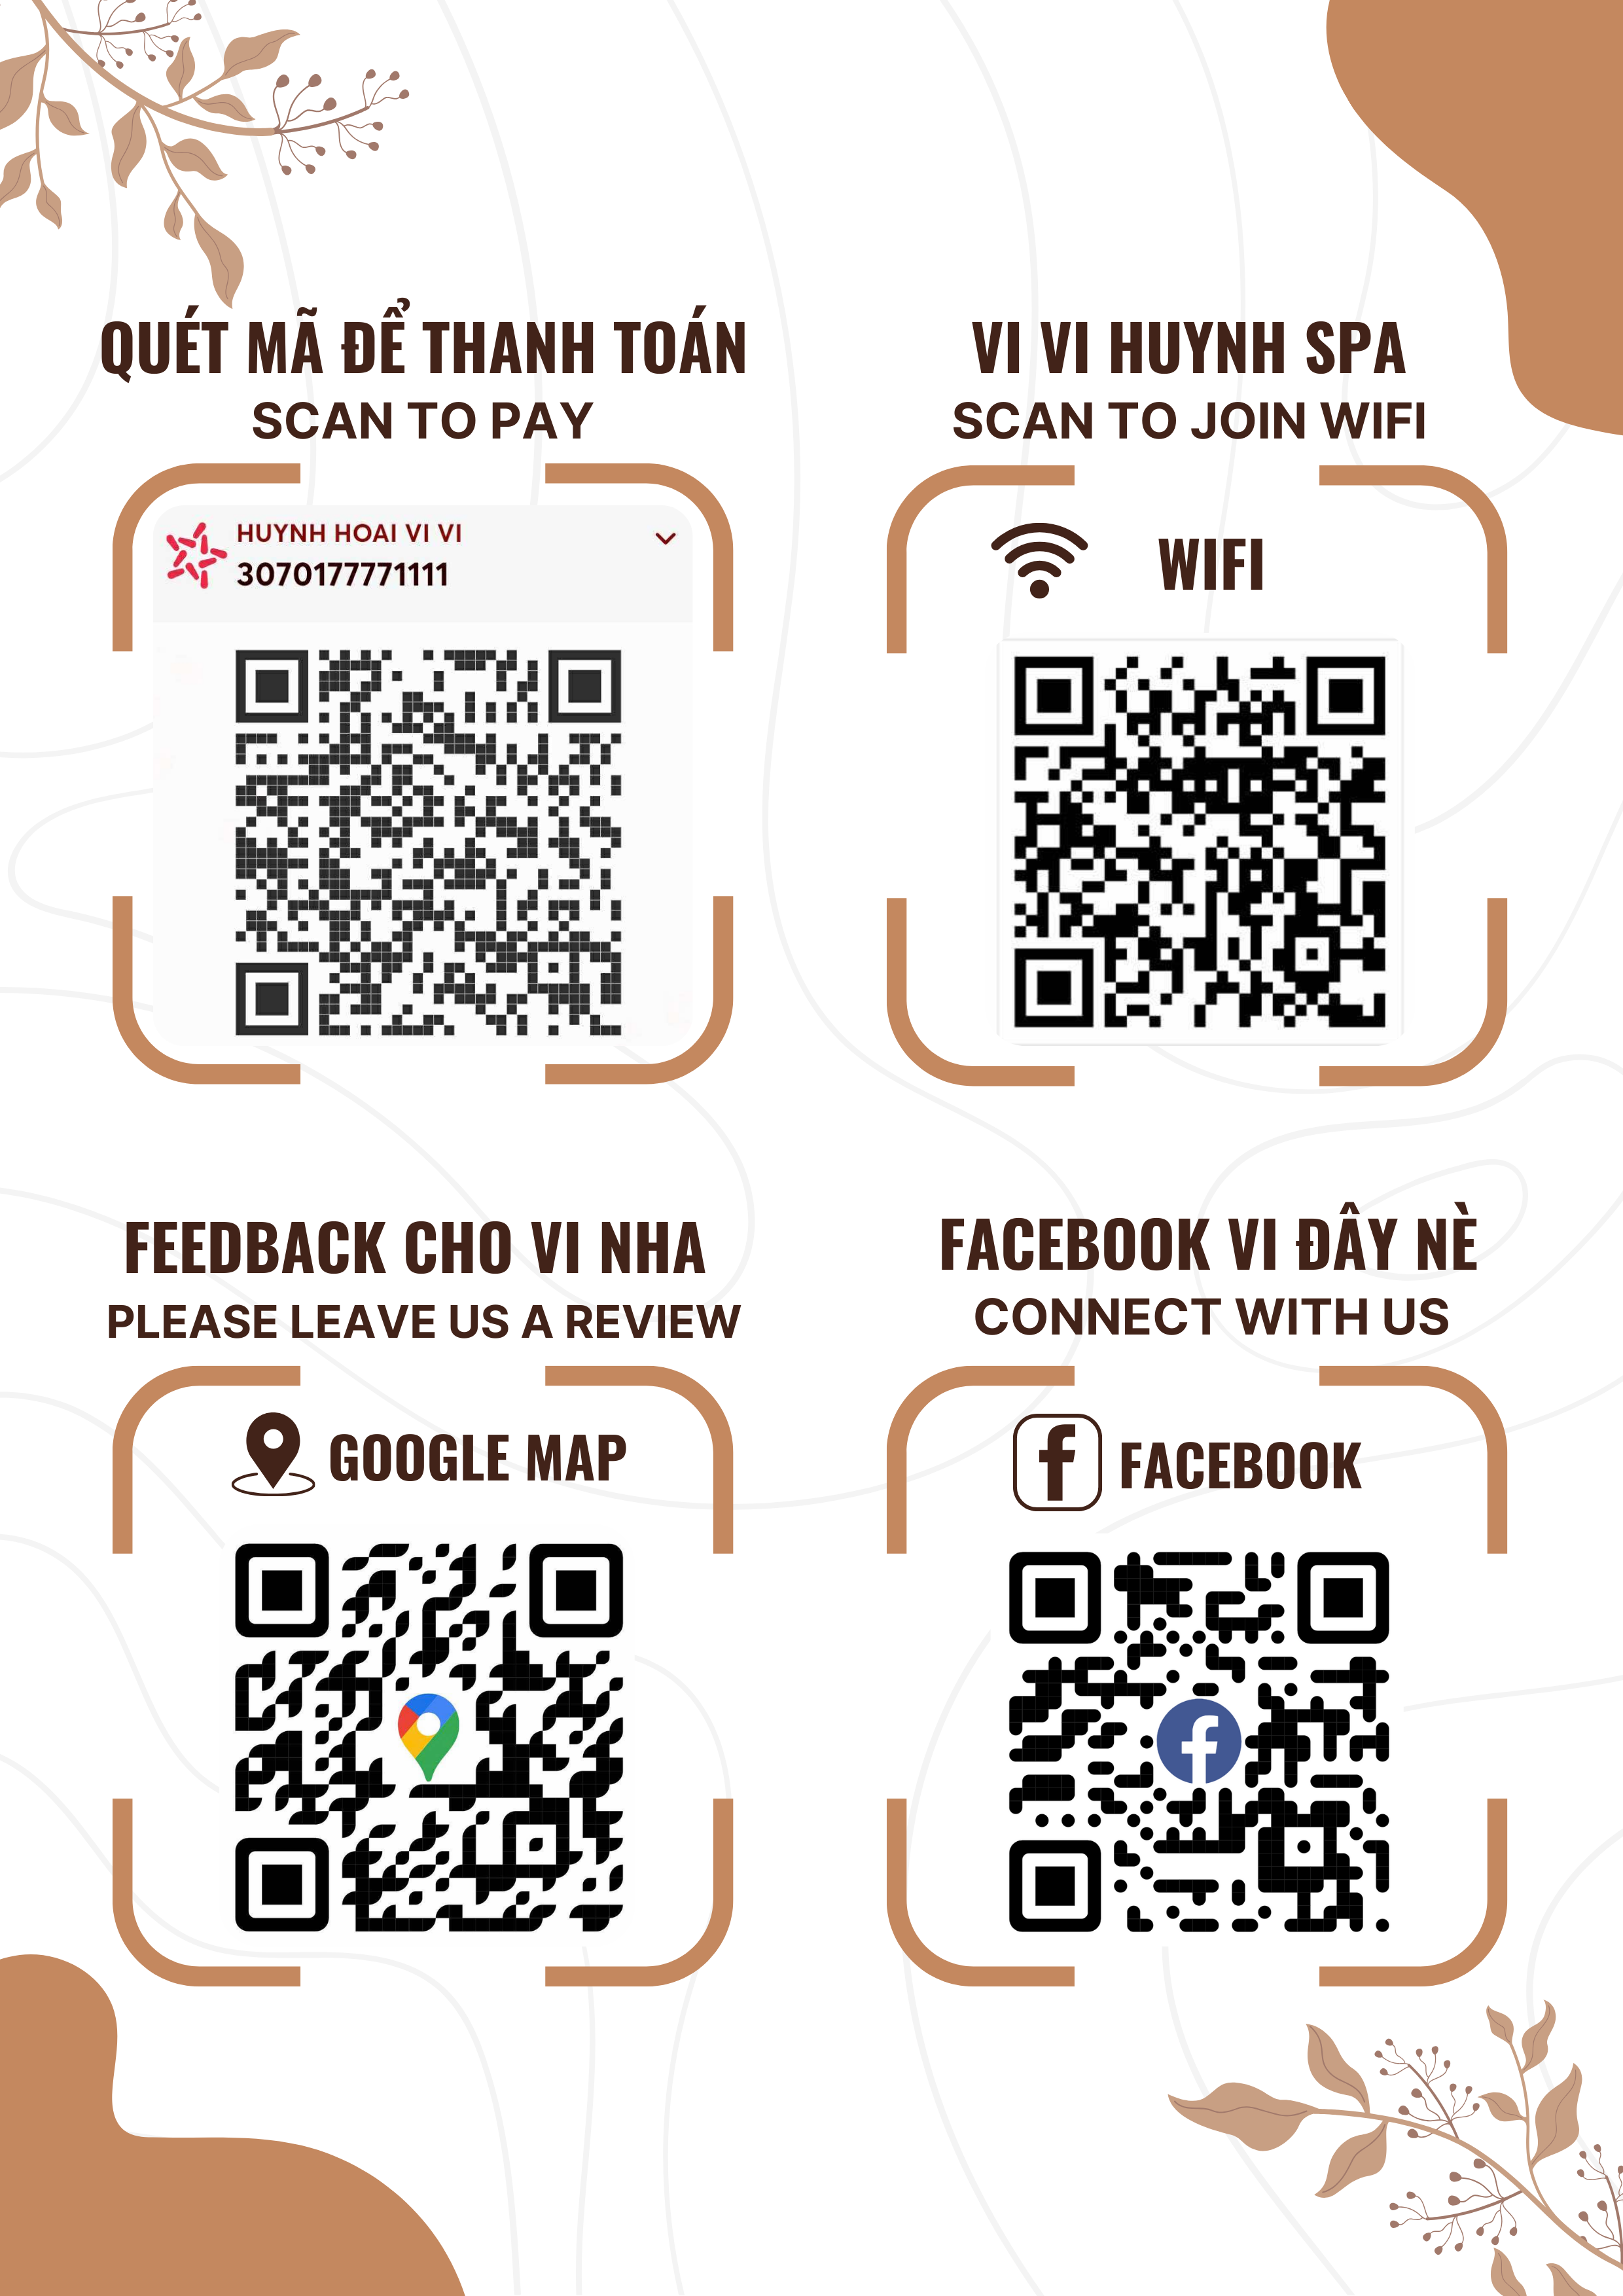 QUÉT MÃ ĐỂ THANH TOÁN
SCAN TO PAY
HUYNH HOAI VI VI
3070177771111
VI VI HUYNH SPA
SCAN TO JOIN WIFI
WIFI
FEEDBACK CHO VI NHA
PLEASE LEAVE US A REVIEW
GOOGLE MAP
FACEBOOK VI ĐÂY NÈ
CONNECT WITH US
FACEBOOK